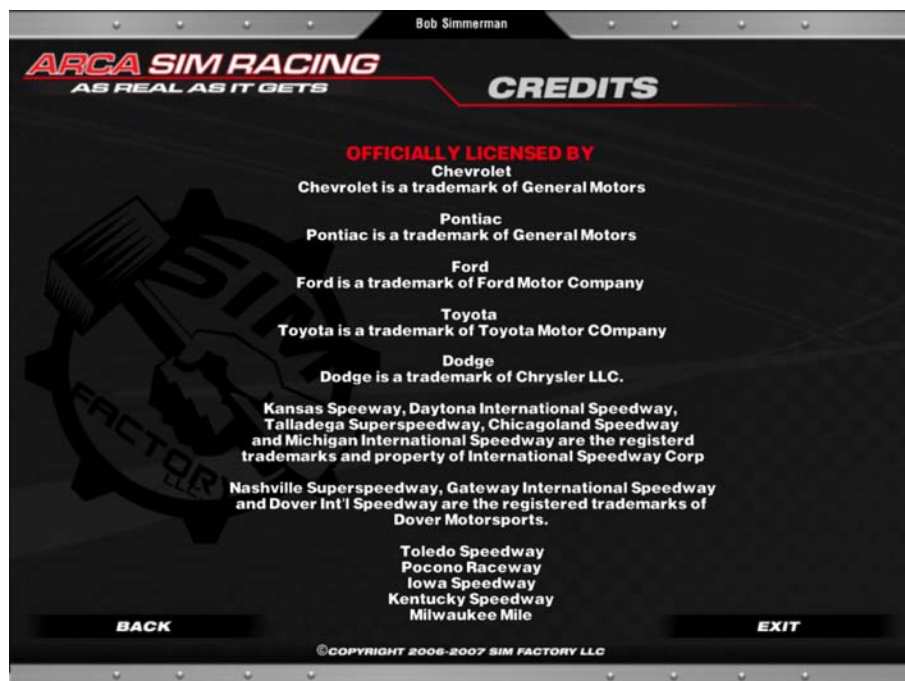 Bob Simmerman
ARCA SIM RACING
AS REAL AS IT GETS
CREDITS
OFFICIALLY LICENSED BY
Chevrolet
Chevrolet is a trademark of General Motors
Pontiac
Pontiac is a trademark of General Motors
Ford
Ford is a trademark of Ford Motor Company
Toyota
Toyota is a trademark of Toyota Motor COmpany
Dodge
Dodge is a trademark of Chrysler LLC.
Kansas Speeway, Daytona International Speedway,
Talladega Superspeedway, Chicagoland Speedway
and Michigan International Speedway are the registerd
trademarks and property of International Speedway Corp
Nashville Superspeedway, Gateway International Speedway
and Dover Int'l Speedway are the registered trademarks of
Dover Motorsports.
Toledo Speedway
Pocono Raceway
Iowa Speedway
Kentucky Speedway
Milwaukee Mile
SIM
FACTORY
LLC
BACK
EXIT
©COPYRIGHT 2006-2007 SIM FACTORY LLC